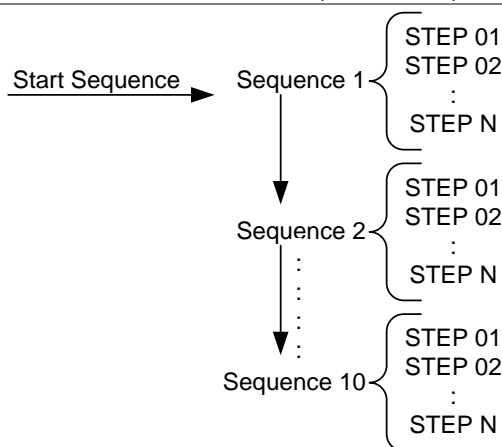 Start Sequence
Sequence 1
STEP 01
STEP 02
:
STEP N
Sequence 2
STEP 01
STEP 02
:
STEP N
Sequence 10
STEP 01
STEP 02
:
STEP N